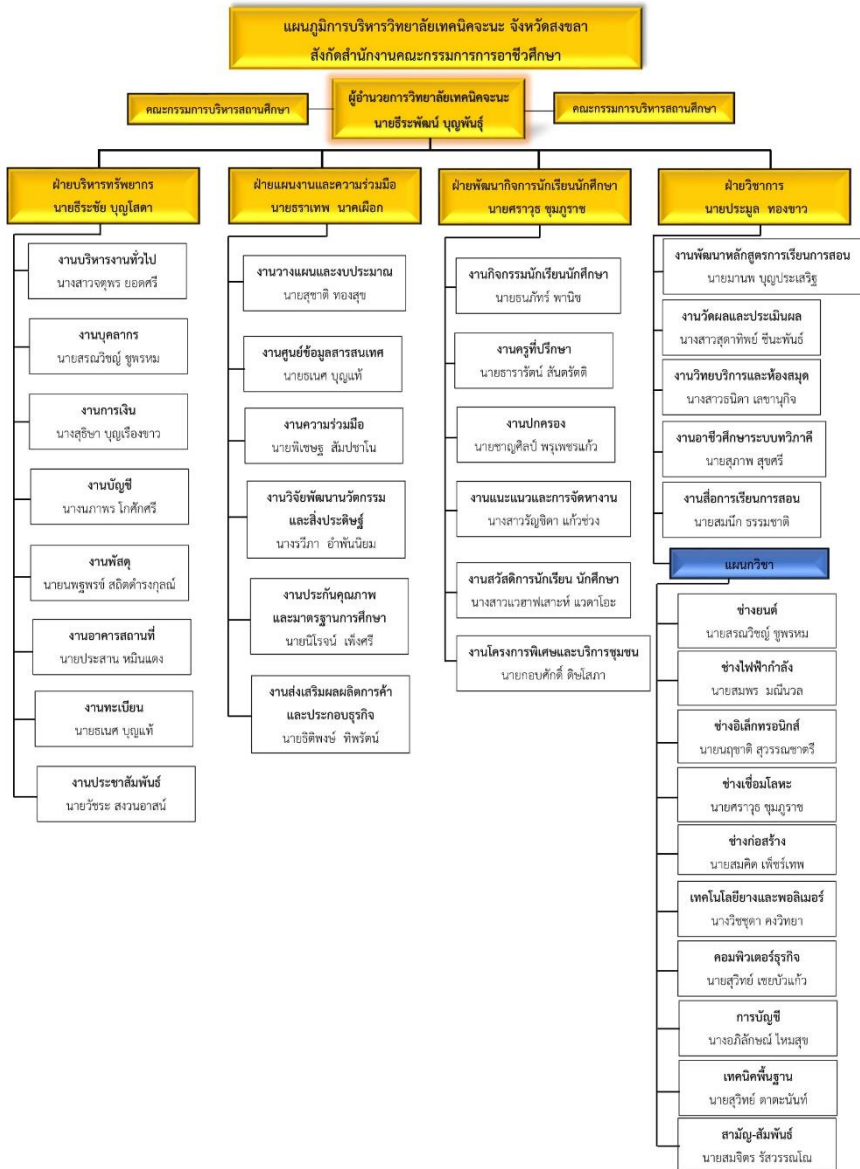 แผนภูมิการบริหารวิทยาลัยเทคนิคจะนะ จังหวัดสงขลา
สังกัดสำนักงานคณะกรรมการการอาชีวศึกษา
ผู้อำนวยการวิทยาลัยเทคนิคจะนะ
นายธีระพัฒน์ บุญพันธุ์
คณะกรรมการบริหารสถานศึกษา
คณะกรรมการบริหารสถานศึกษา
ฝ่ายบริหารทรัพยากร
นายธีระชัย บุญโสดา
งานบริหารงานทั่วไป
นางสาวจตุพร ยอดศรี
งานบุคลากร
นายสรณวิชญ์ ชูพรหม
งานการเงิน
นางสุธิษา บุญเรืองขาว
งานบัญชี
นางนภาพร โกศักศรี
งานพัสดุ
นายนพฐพรข์ สถิตดำรงกุลณ์
งานอาคารสถานที่
นายประสาน หมินแดง
งานทะเบียน
นายธเนศ บุญแท้
งานประชาสัมพันธ์
นายวัชระ สงวนอาสน์
ฝ่ายแผนงานและความร่วมมือ
นายธราเทพ นาคเผือก
งานวางแผนและงบประมาณ
นายสุชาติ ทองสุข
งานศูนย์ข้อมูลสารสนเทศ
นายธเนศ บุญแท้
งานความร่วมมือ
นายพิเชษฐ สัมปชาโน
งานวิจัยพัฒนานวัตกรรม
และสิ่งประดิษฐ์
นางรวีภา อำพันนิยม
งานประกันคุณภาพ
และมาตรฐานการศึกษา
นายนิโรจน์ เพ็งศรี
งานส่งเสริมผลผลิตการค้า
และประกอบธุรกิจ
นายธิติพงษ์ ทิพรัตน์
ฝ่ายพัฒนากิจการนักเรียนนักศึกษา
นายศราวุธ ชุมภูราช
งานกิจกรรมนักเรียนนักศึกษา
นายธนภัทร์ พานิช
งานครูที่ปรึกษา
นายธารารัตน์ สันตรัตติ
งานปกครอง
นายชาญศิลป์ พรุเพชรแก้ว
งานแนะแนวและการจัดหางาน
นางสาวรัญชิดา แก้วช่วง
งานสวัสดิการนักเรียน นักศึกษา
นางสาวแวฮาฟเสาะห์ แวดาโอะ
งานโครงการพิเศษและบริการชุมชน
นายกอบศักดิ์ ดิษโสภา
ฝ่ายวิชาการ
นายประมูล ทองขาว
งานพัฒนาหลักสูตรการเรียนการสอน
นายมานพ บุญประเสริฐ
งานวัดผลและประเมินผล
นางสาวสุดาทิพย์ ชีนะพันธ์
งานวิทยบริการและห้องสมุด
นางสาวธนิดา เลขานุกิจ
งานอาชีวศึกษาระบบทวิภาคี
นายสุภาพ สุขศรี
งานสื่อการเรียนการสอน
นายสมนึก ธรรมชาติ
แผนกวิชา
ช่างยนต์
นายสรณวิชญ์ ชูพรหม
ช่างไฟฟ้ากำลัง
นายสมพร มณีนวล
ช่างอิเล็กทรอนิกส์
นายนฤชาติ สุวรรณชาตรี
ช่างเชื่อมโลหะ
นายศราวุธ ชุมภูราช
ช่างก่อสร้าง
นายสมคิด เพ็ชร์เทพ
เทคโนโลยียางและพอลิเมอร์
นางวิชชุตา คงวิทยา
คอมพิวเตอร์ธุรกิจ
นายสุวิทย์ เชยบัวแก้ว
การบัญชี
นางอภิลักษณ์ ไหมสุข
เทคนิคพื้นฐาน
นายสุวิทย์ ตาตะนันท์
สามัญ-สัมพันธ์
นายสมจิตร รัสวรรณโณ